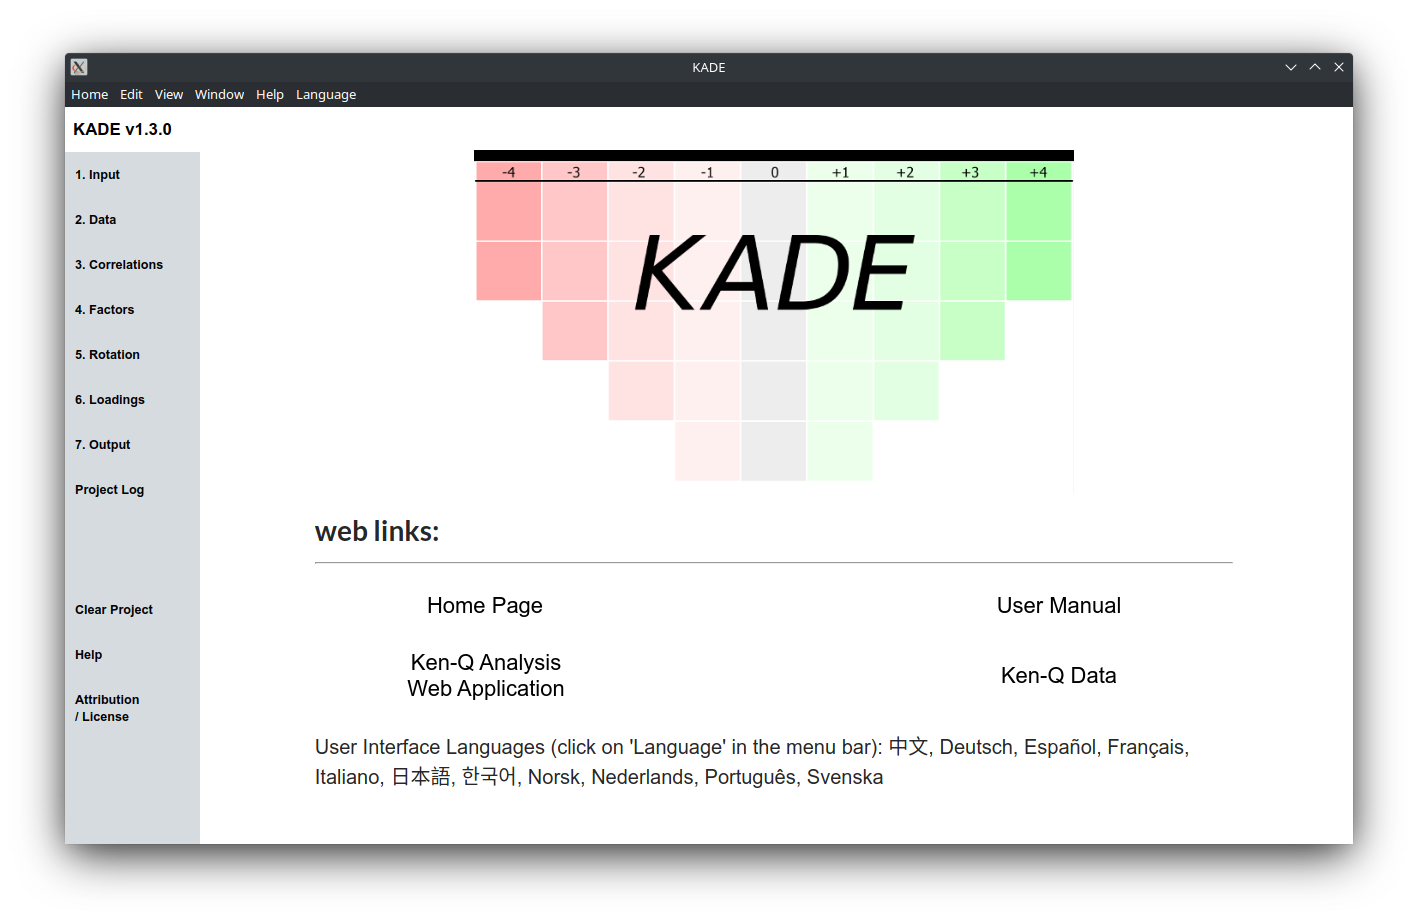 KADE
Home Edit View Window Help Language
KADE v1.3.0
1. Input
2. Data
3. Correlations
4. Factors
5. Rotation
6. Loadings
7. Output
Project Log
Clear Project
Help
Attribution
/ License
-4 -3 -2 -1 0 +1 +2 +3 +4
KADE
web links:
Home Page
User Manual
Ken-Q Analysis
Web Application
Ken-Q Data
User Interface Languages (click on 'Language' in the menu bar): 中文, Deutsch, Español, Français,
Italiano, 日本語, 한국어, Norsk, Nederlands, Português, Svenska